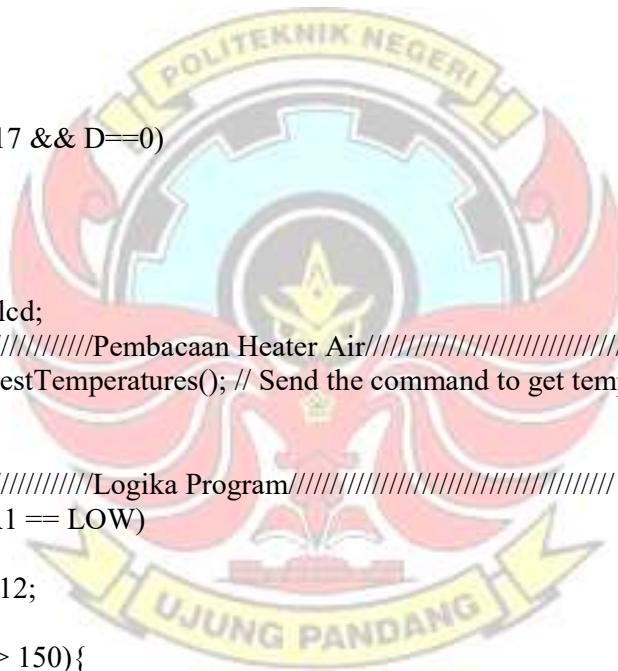 POLITEKNIK NEGERI
17 && D==0)
lcd;
////////////Pembacaan Heater Air///////////////////////////////
estTemperatures(); // Send the command to get temp
////////////Logika Program///////////////////////////////////////
1 == LOW)
12;
> 150){
UJUNG PANDANG